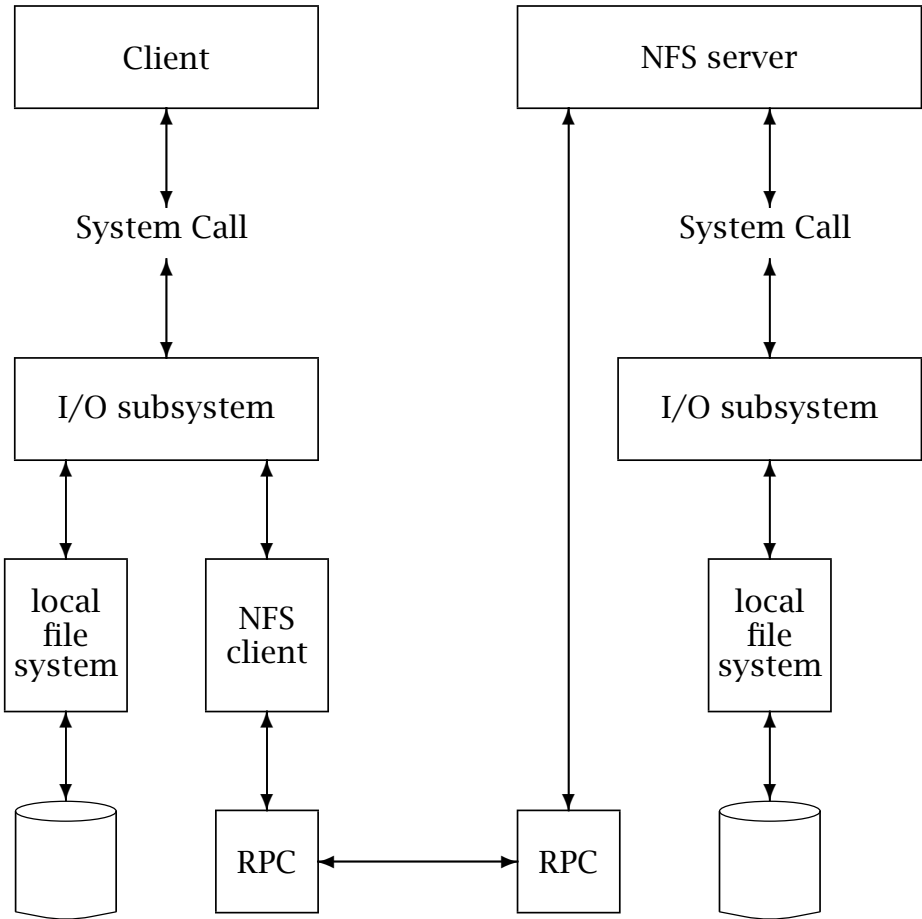 Client
NFS server
System Call
System Call
I/O subsystem
I/O subsystem
local
file
system
NFS
client
local
file
system
RPC
RPC